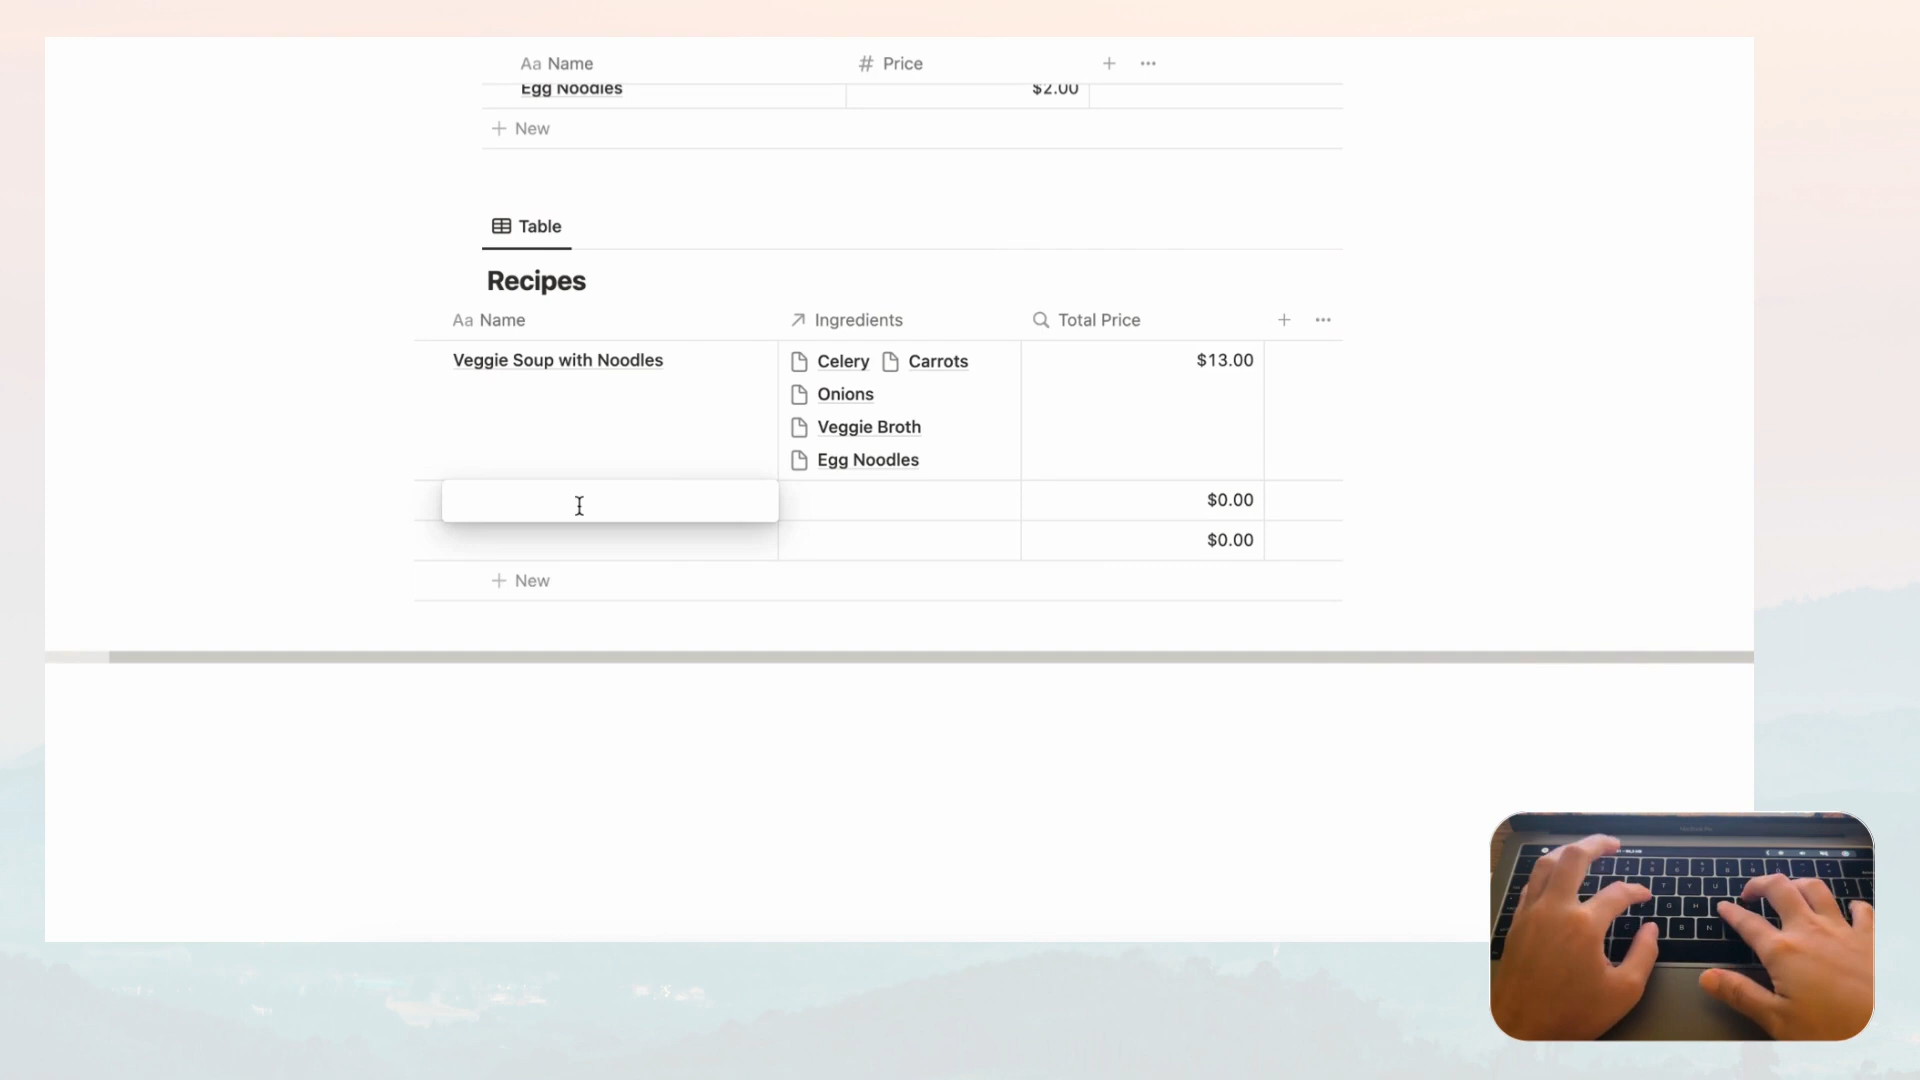 Aa Name # Price
Egg Noodles $2.00
New
Table
Recipes
Aa Name Ingredients Total Price
Veggie Soup with Noodles Celery Carrots $13.00
Onions
Veggie Broth
Egg Noodles
$0.00
$0.00
New